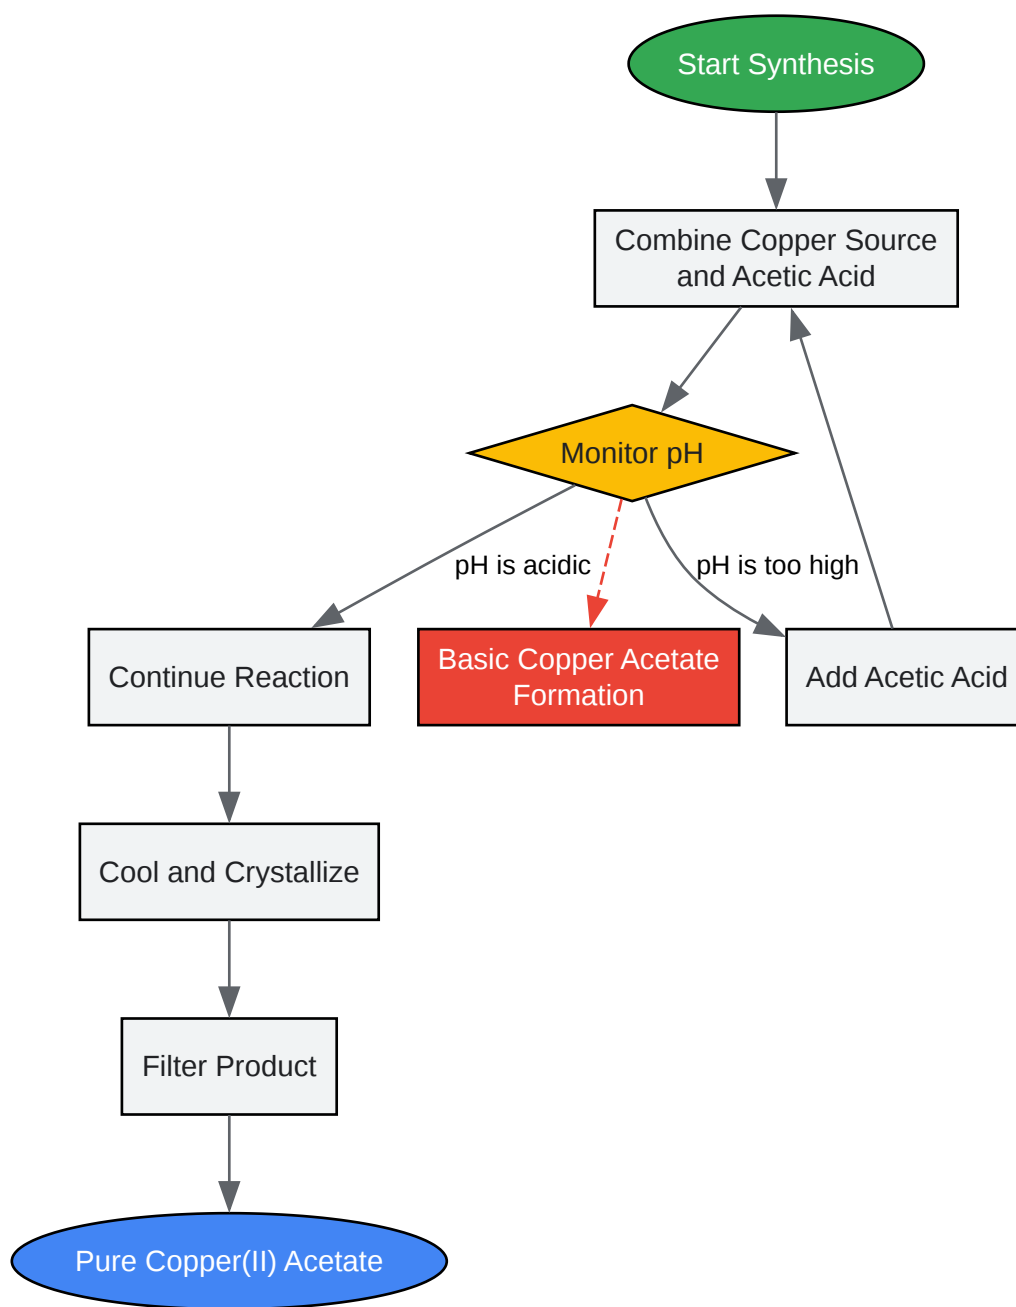 Start Synthesis
Combine Copper Source
and Acetic Acid
Monitor pH
pH is acidic
pH is too high
Continue Reaction
Basic Copper Acetate
Formation
Add Acetic Acid
Cool and Crystallize
Filter Product
Pure Copper(II) Acetate